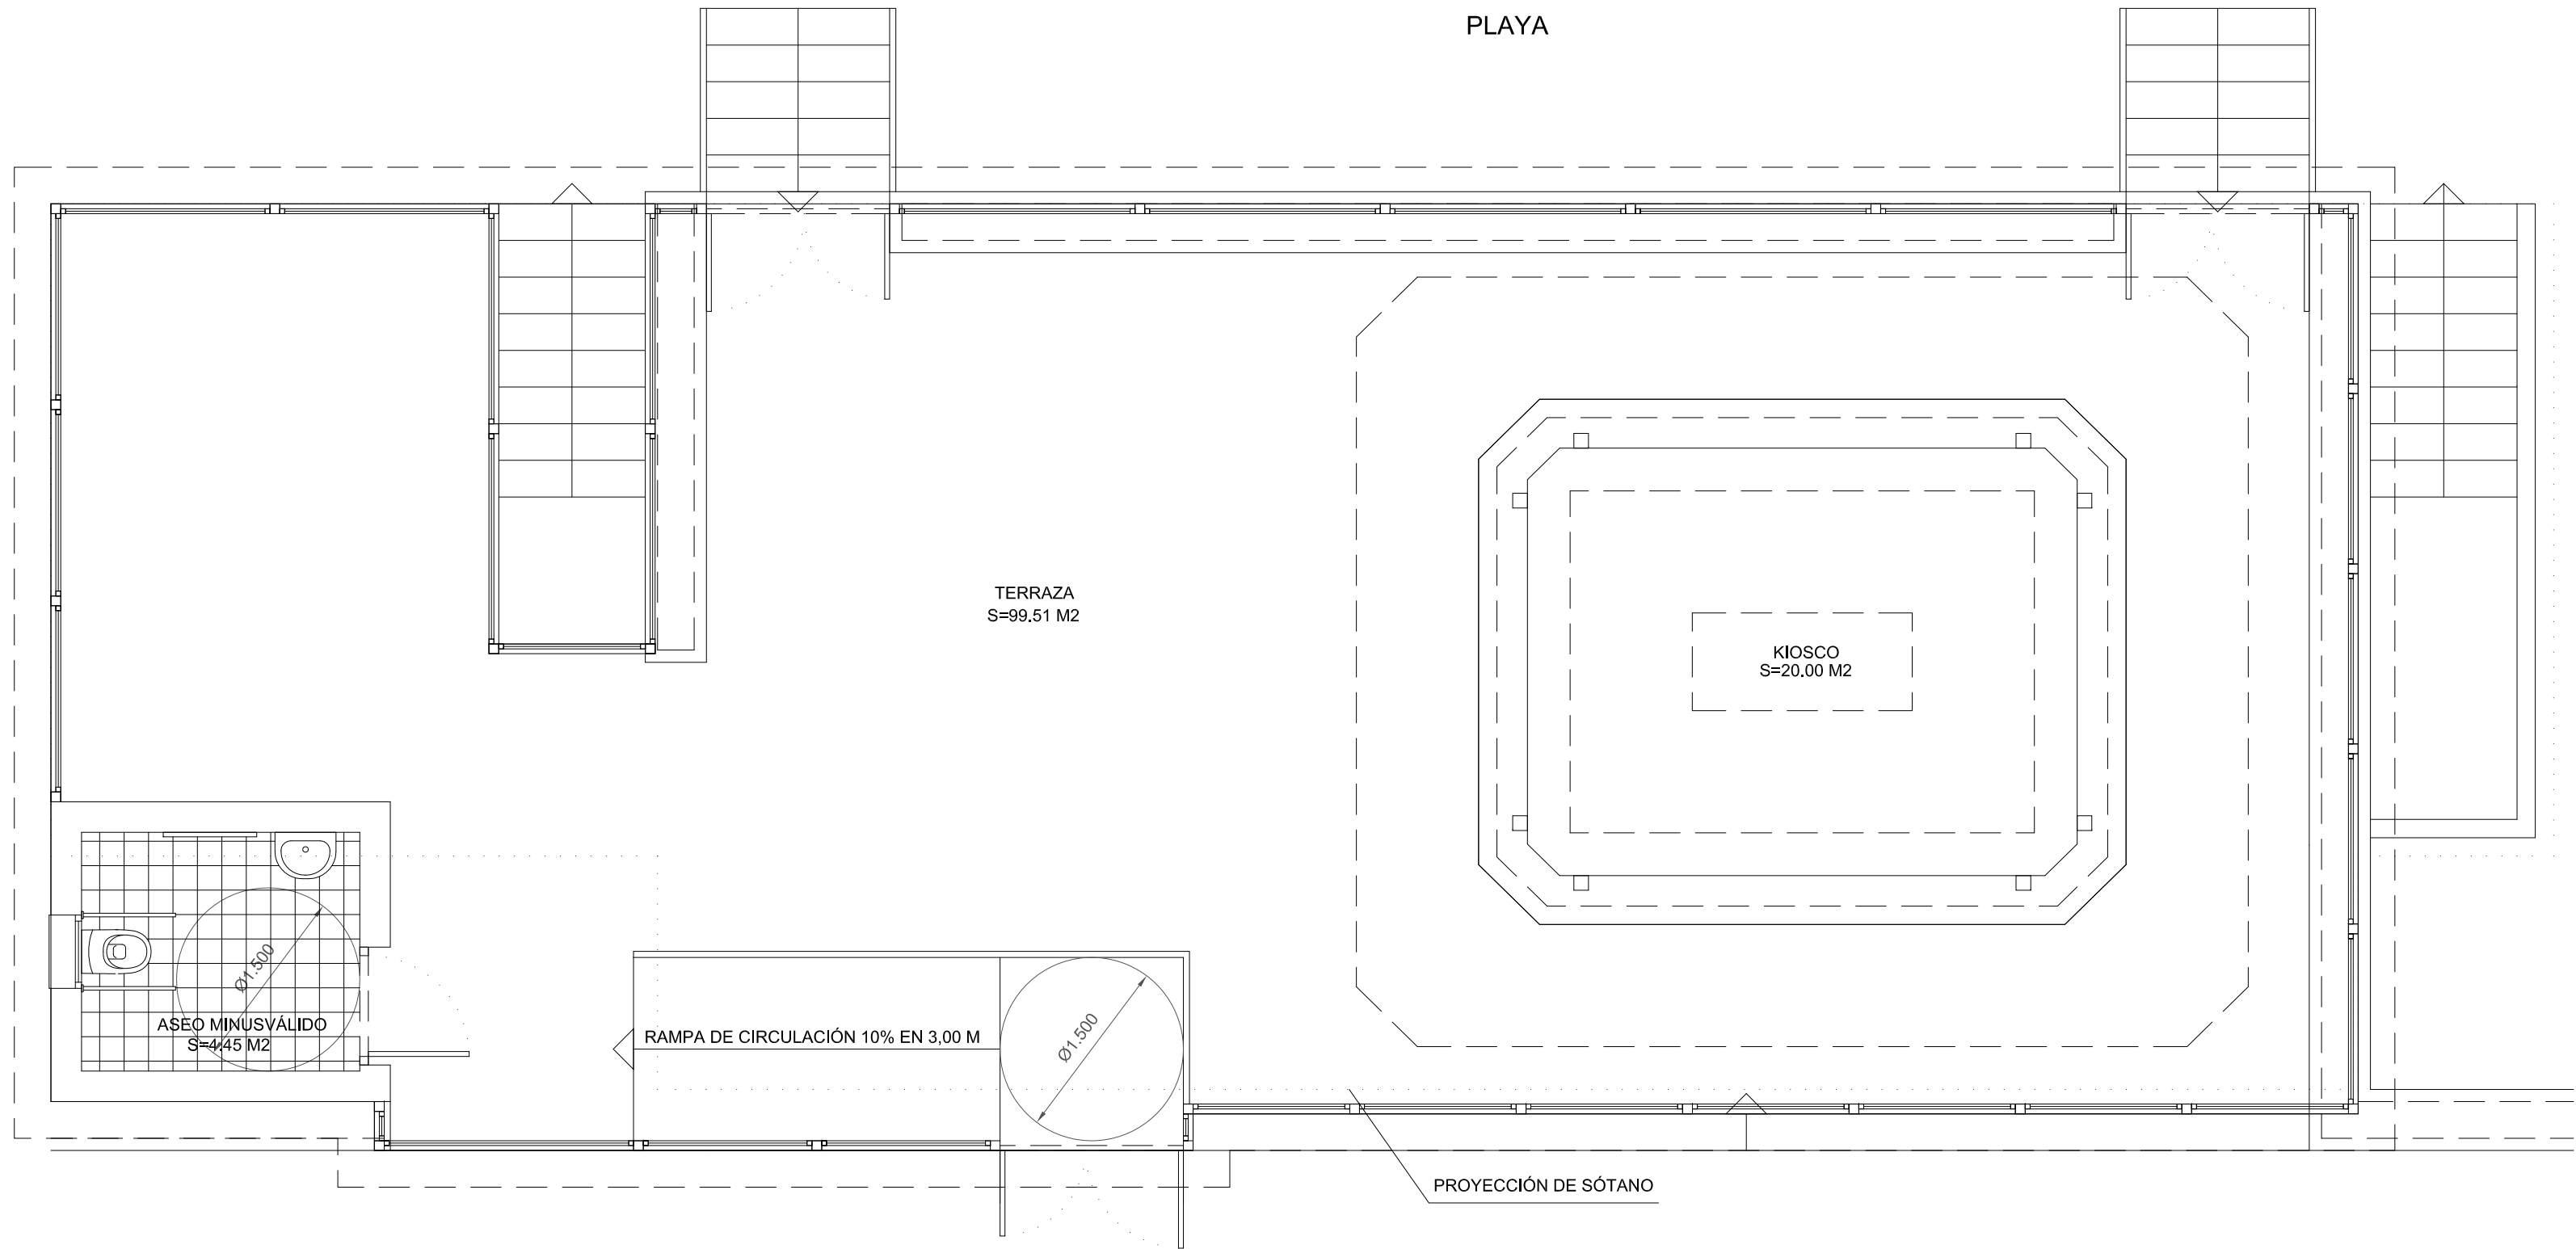 PLAYA
TERRAZA
S=99.51 M2
KIOSCO
S=20.00 M2
Ø1.500
ASEO MINUSVÁLIDO
S=4.45 M2
RAMPA DE CIRCULACIÓN 10% EN 3,00 M
Ø1.500
PROYECCIÓN DE SÓTANO